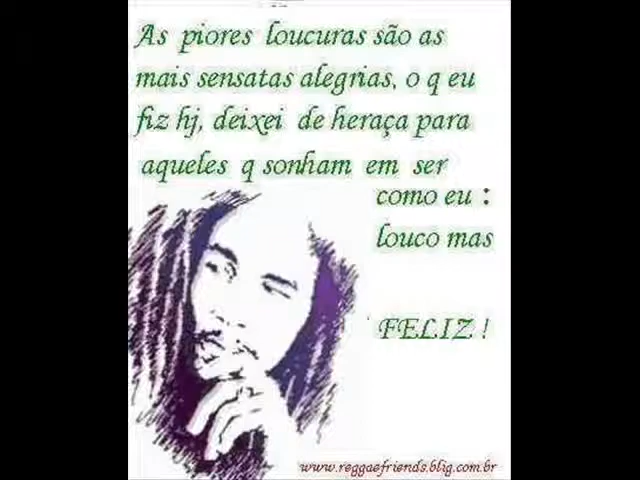 As piores loucuras são as
mais sensatas alegrias, o q eu
fiz hj, deixei de heraça para
aqueles q sonham em ser
como eu :
louco mas
FELIZ !
www.reggaefriends.blig.com.br